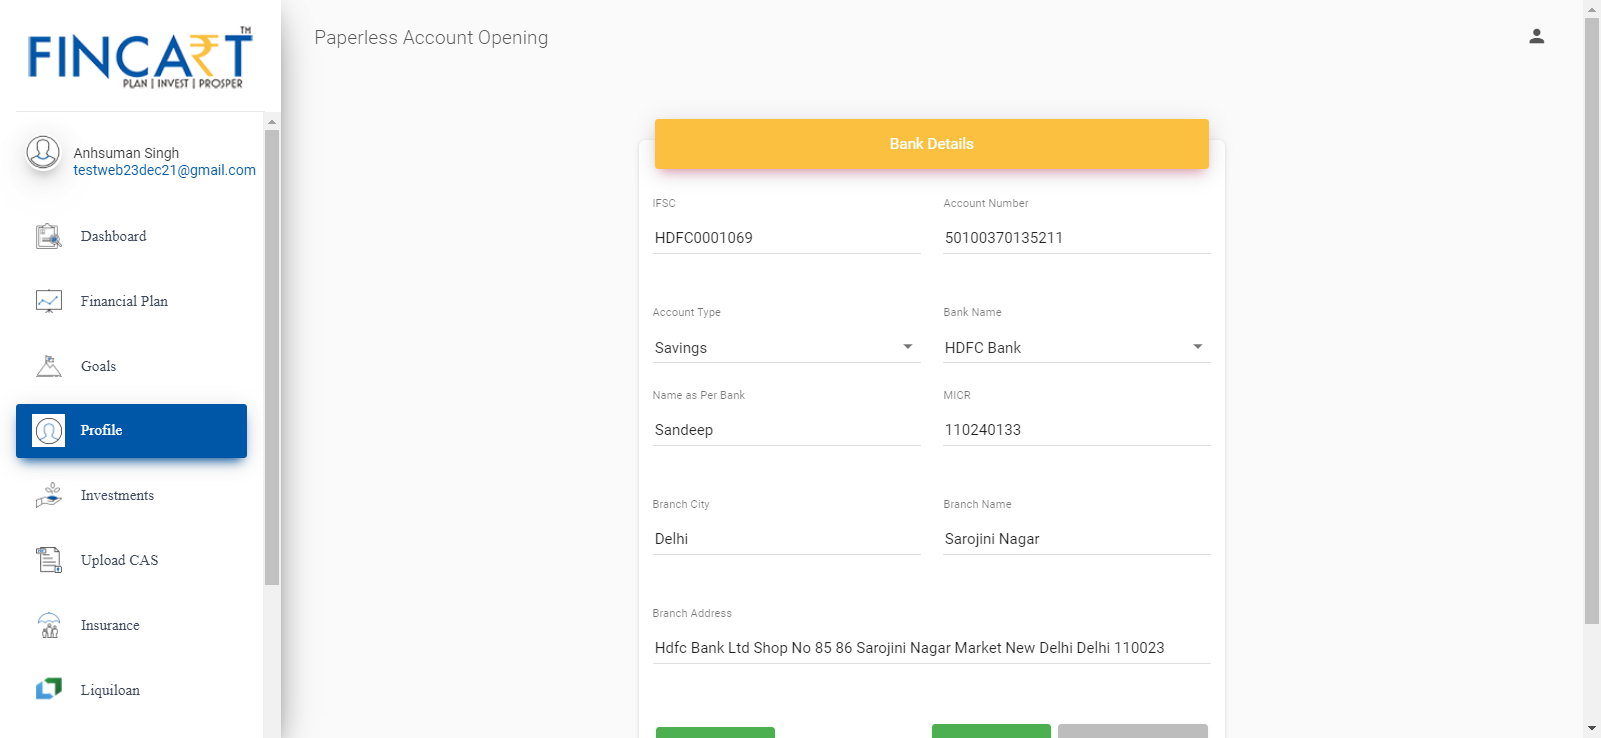 FINCART TM
PLAN | INVEST | PROSPER
Paperless Account Opening
Anhsuman Singh
testweb23dec21@gmail.com
Dashboard
Financial Plan
Goals
Profile
Investments
Upload CAS
Insurance
Liquiloan
Bank Details
IFSC
HDFC0001069
Account Number
50100370135211
Account Type
Savings
Bank Name
HDFC Bank
Name as Per Bank
Sandeep
MICR
110240133
Branch City
Delhi
Branch Name
Sarojini Nagar
Branch Address
Hdfc Bank Ltd Shop No 85 86 Sarojini Nagar Market New Delhi Delhi 110023